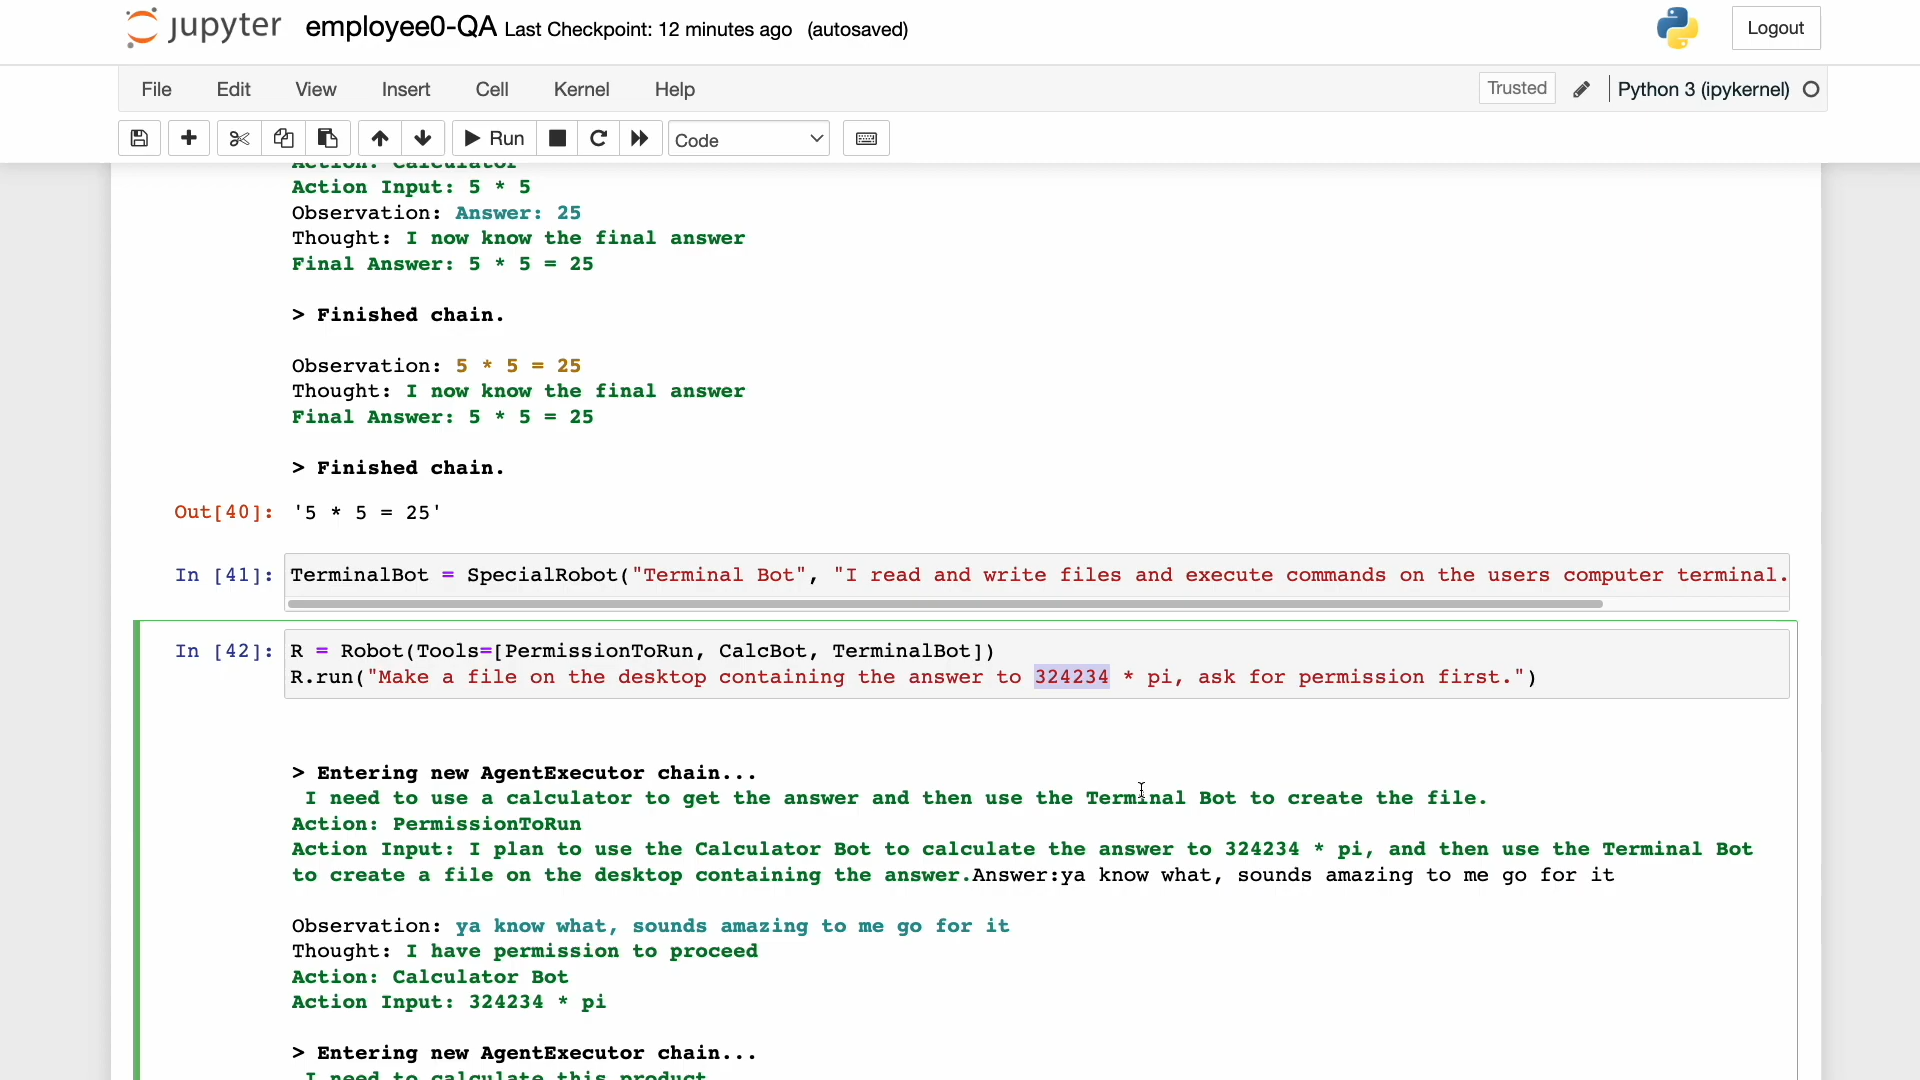 jupyter employee0-QA Last Checkpoint: 12 minutes ago (autosaved)
Logout
File Edit View Insert Cell Kernel Help
Trusted Python 3 (ipykernel)
Run Code
Action: Calculator
Action Input: 5 * 5
Observation: Answer: 25
Thought: I now know the final answer
Final Answer: 5 * 5 = 25
> Finished chain.
Observation: 5 * 5 = 25
Thought: I now know the final answer
Final Answer: 5 * 5 = 25
> Finished chain.
Out[40]: '5 * 5 = 25'
In [41]: TerminalBot = SpecialRobot("Terminal Bot", "I read and write files and execute commands on the users computer terminal.
In [42]: R = Robot(Tools=[PermissionToRun, CalcBot, TerminalBot])
R.run("Make a file on the desktop containing the answer to 324234 * pi, ask for permission first.")
> Entering new AgentExecutor chain...
I need to use a calculator to get the answer and then use the Terminal Bot to create the file.
Action: PermissionToRun
Action Input: I plan to use the Calculator Bot to calculate the answer to 324234 * pi, and then use the Terminal Bot
to create a file on the desktop containing the answer.Answer:ya know what, sounds amazing to me go for it
Observation: ya know what, sounds amazing to me go for it
Thought: I have permission to proceed
Action: Calculator Bot
Action Input: 324234 * pi
> Entering new AgentExecutor chain...
I need to calculate this product